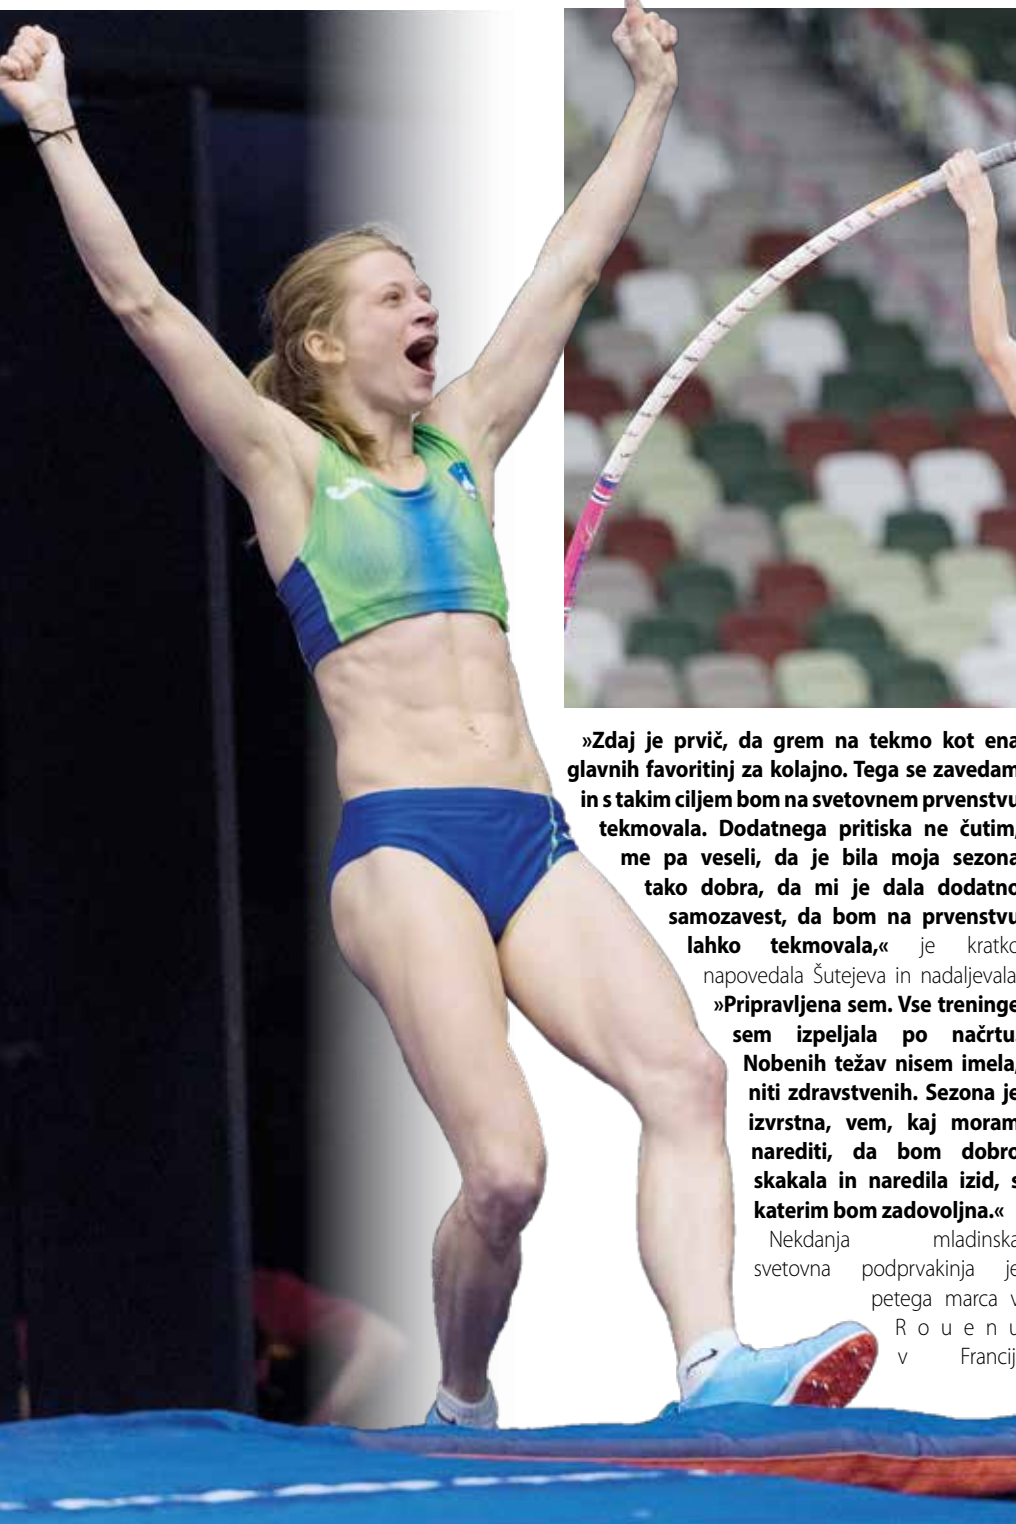 »Zdaj je prvič, da grem na tekmo kot ena
glavnih favoritinj za kolajno. Tega se zavedam
in s takim ciljem bom na svetovnem prvenstvu
tekmovala. Dodatnega pritiska ne čutim,
me pa veseli, da je bila moja sezona
tako dobra, da mi je dala dodatno
samozavest, da bom na prvenstvu
lahko tekmovala,« je kratko
napovedala Šutejeva in nadaljevala
»Pripravljena sem. Vse treninge
sem izpeljala po načrtu.
Nobenih težav nisem imela,
niti zdravstvenih. Sezona je
izvrstna, vem, kaj moram
narediti, da bom dobro
skakala in naredila izid, s
katerim bom zadovoljna.«
Nekdanja mladinska
svetovna podprvakinja je
petega marca v
Rouenu
v Francij